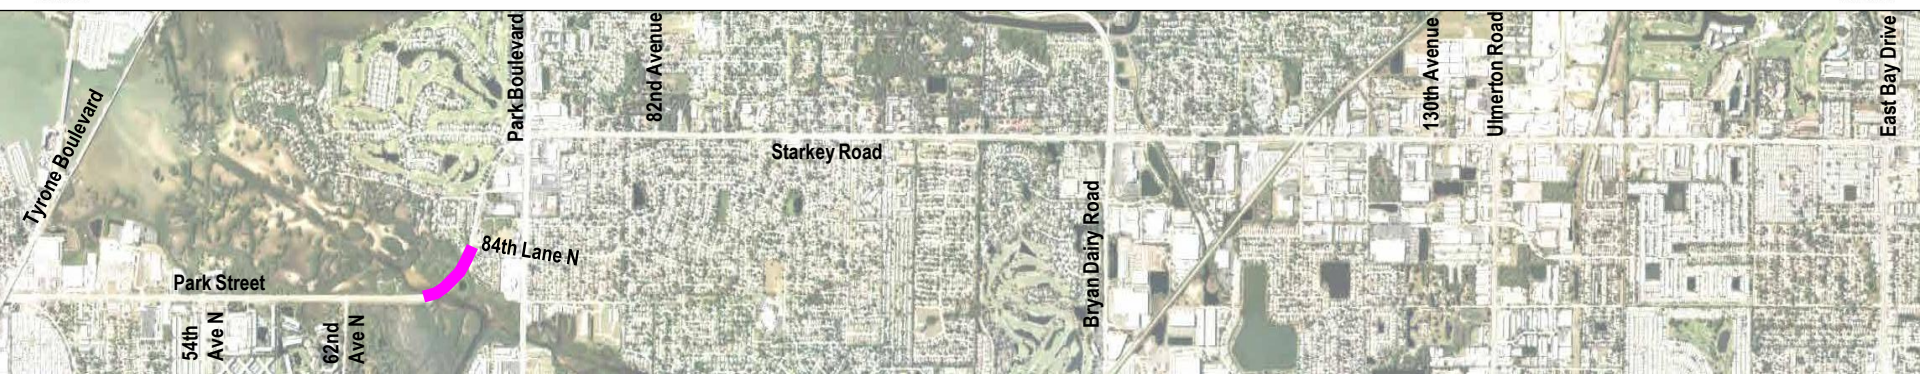 Tyrone Boulevard
Park Boulevard
82nd Avenue
130th Avenue
Ulmerton Road
East Bay Drive
Starkey Road
Bryan Dairy Road
84th Lane N
Park Street
54th
Ave N
62nd
Ave N